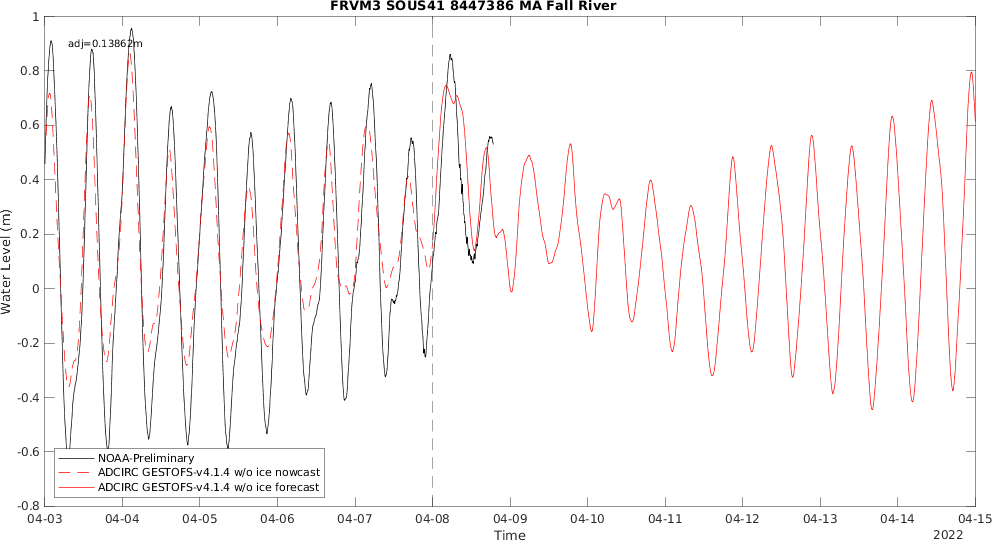 FRVM3 SOUS41 8447386 MA Fall River
adj=0.13862m
Water Level (m)
1
0.8
0.6
0.4
0.2
0
-0.2
-0.4
-0.6
-0.8
NOAA-Preliminary
ADCIRC GESTOFS-v4.1.4 w/o ice nowcast
ADCIRC GESTOFS-v4.1.4 w/o ice forecast
04-03 04-04 04-05 04-06 04-07 04-08 04-09 04-10 04-11 04-12 04-13 04-14 04-15
Time
2022